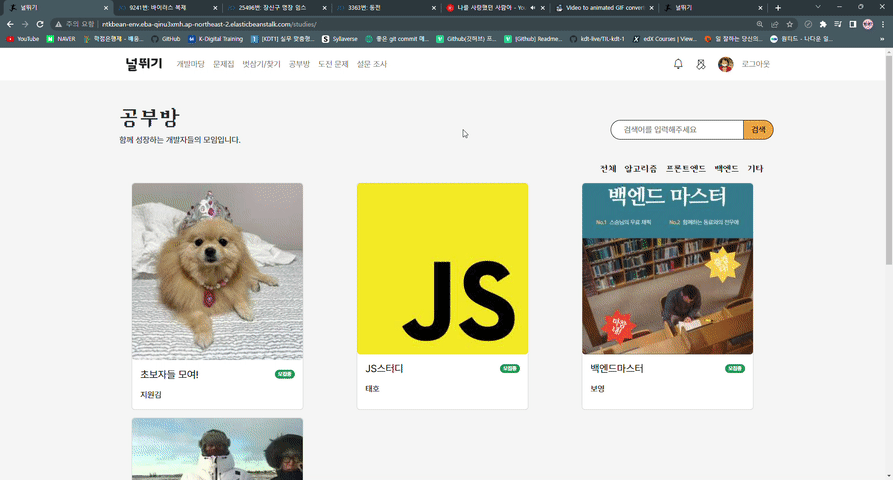 널뛰기
9241번: 바이러스 복제
25496번: 장신구 명장 임스
3363번: 동전
나를 사랑했던 사람아 - You
Video to animated GIF convert
널뛰기
주의 요함
ntkbean-env.eba-qinu3xmh.ap-northeast-2.elasticbeanstalk.com/studies/
YouTube
NAVER
학점은행제 - 배움...
GitHub
K-Digital Training
[KDT1] 실무 맞춤형...
Syllaverse
좋은 git commit 메...
Github(깃허브) 프...
[Github] Readme...
kdt-live/TIL-kdt-1
edX Courses | View...
일 잘하는 당신의...
원티드 - 나다운 일...
널뛰기
개발마당
문제집
벗삼기/찾기
공부방
도전 문제
설문 조사
로그아웃
공부방
함께 성장하는 개발자들의 모임입니다.
검색어를 입력해주세요
검색
전체
알고리즘
프론트엔드
백엔드
기타
JS
백엔드 마스터
No.1 스승님의 무료 채찍
No.2 함께하는 동료와의 전우애
초보자들 모여!
모집중
지원김
JS스터디
모집중
태호
백엔드마스터
모집중
보영